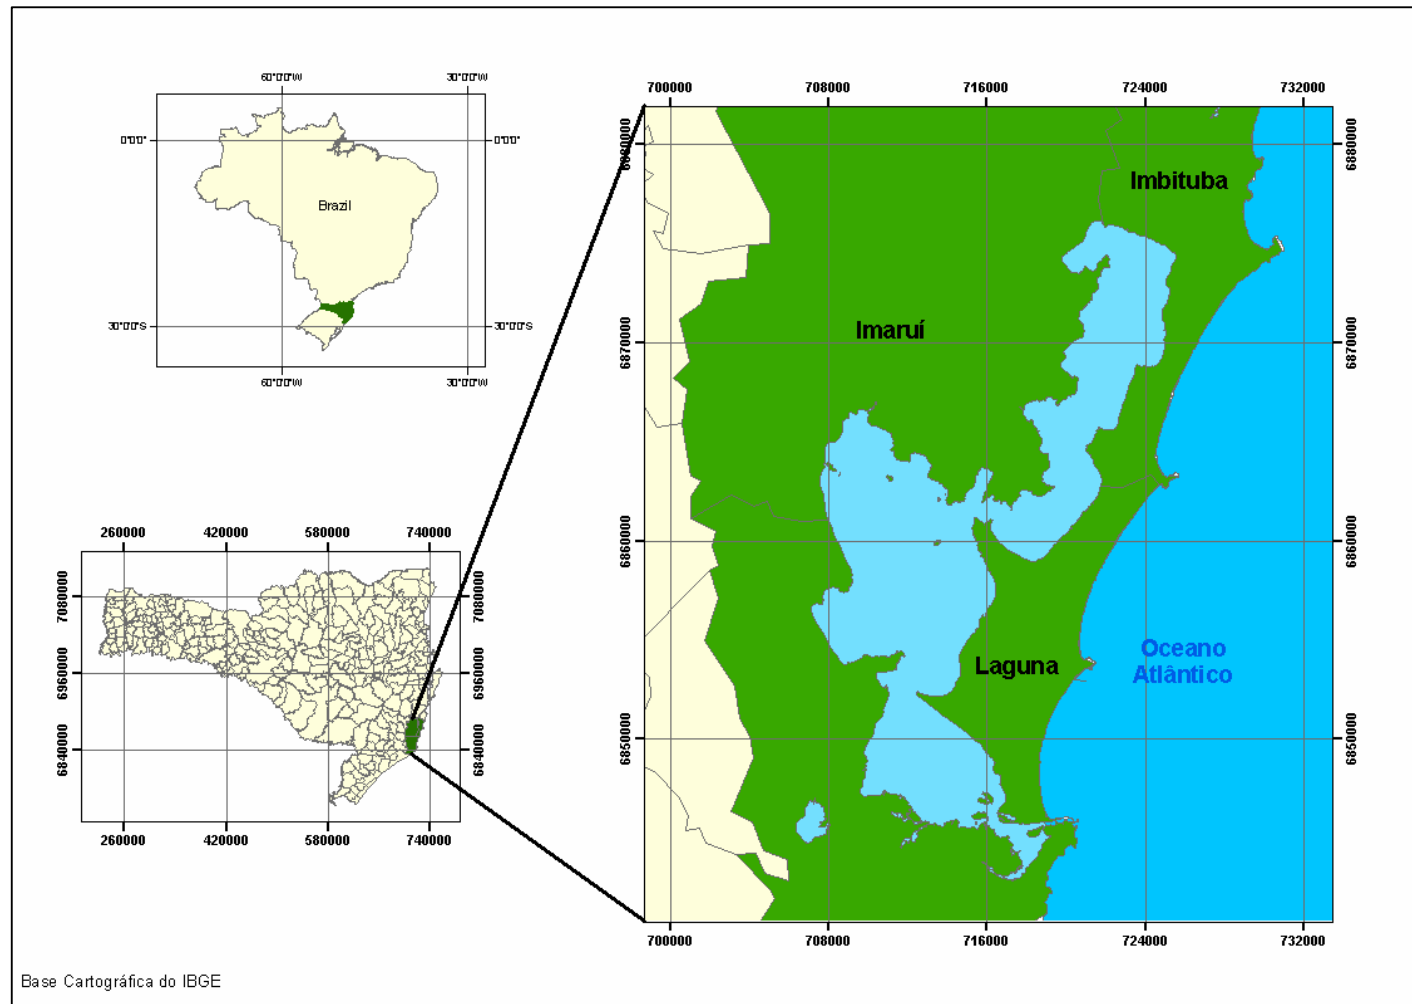 60°0'0"W 30°0'0"W
0°0'0" 0°0'0"
Brazil
30°0'0"S 30°0'0"S
60°0'0"W 30°0'0"W
260000 420000 580000 740000
7080000 7080000
6960000 6960000
6840000 6840000
260000 420000 580000 740000
700000 708000 716000 724000 732000
6880000 6880000
Imbituba
Imaruí
6870000 6870000
6860000 6860000
Laguna
Oceano
Atlântico
6850000 6850000
700000 708000 716000 724000 732000
Base Cartográfica do IBGE